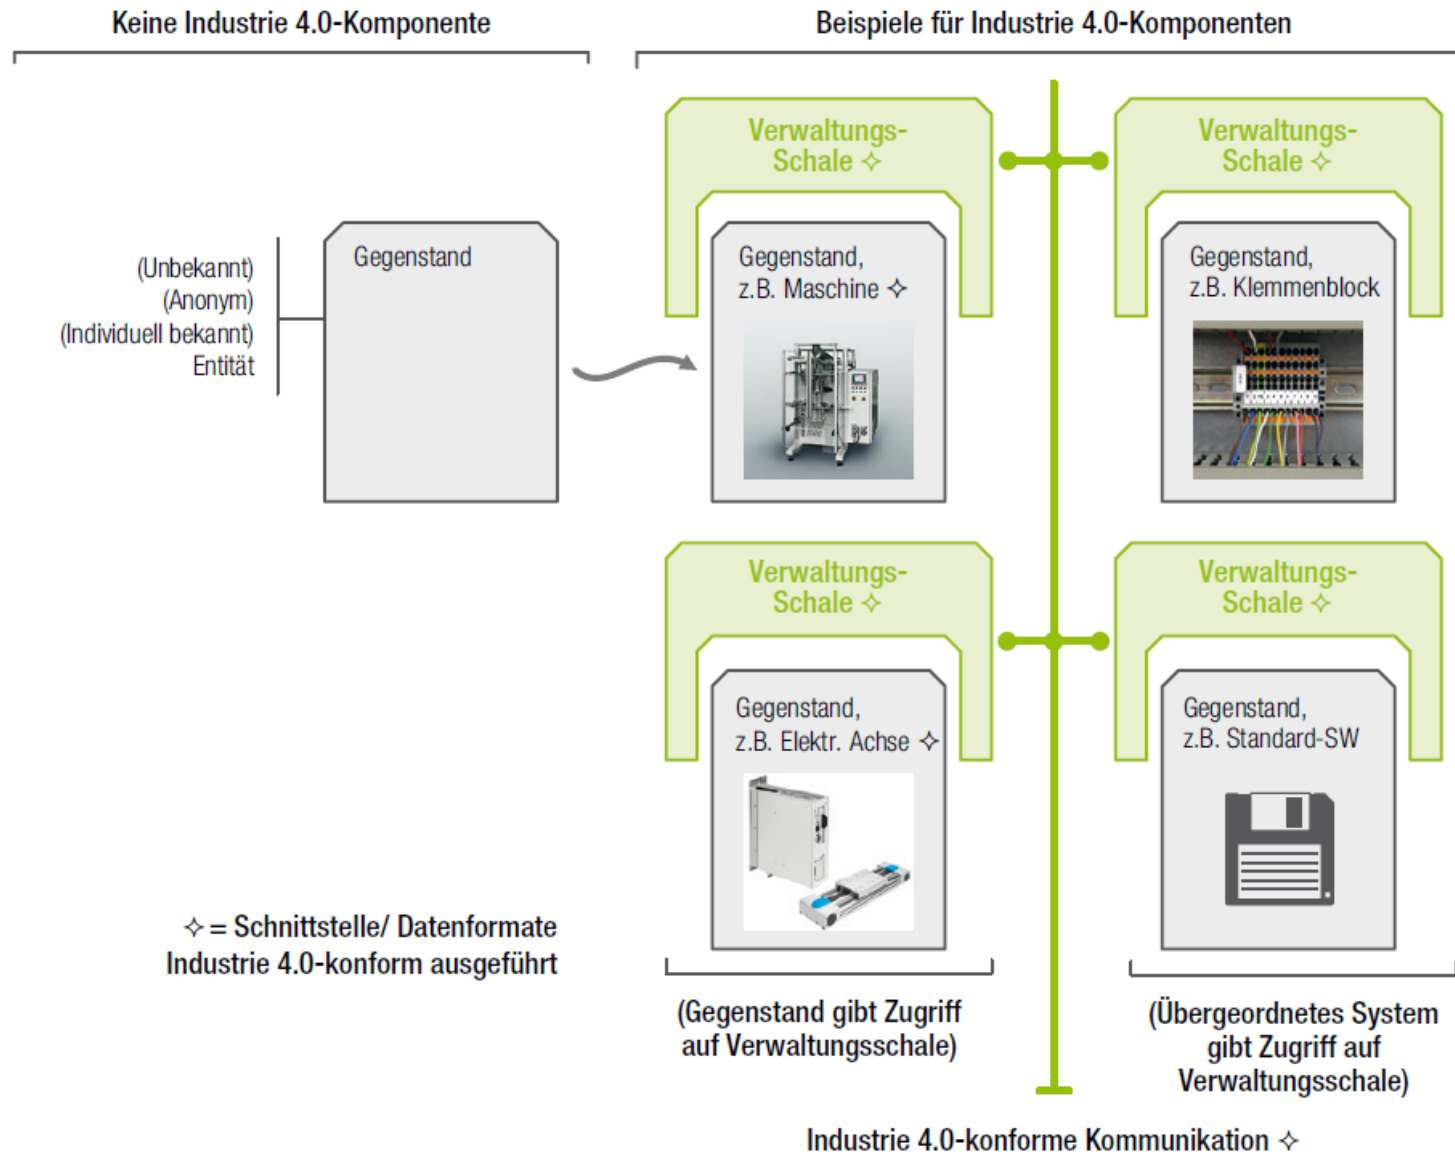 Keine Industrie 4.0-Komponente
Beispiele für Industrie 4.0-Komponenten
(Unbekannt)
(Anonym)
(Individuell bekannt)
Entität
Gegenstand
Verwaltungs-
Schale ✧
Gegenstand,
z.B. Maschine ✧
Verwaltungs-
Schale ✧
Gegenstand,
z.B. Klemmenblock
Verwaltungs-
Schale ✧
Gegenstand,
z.B. Elektr. Achse ✧
Verwaltungs-
Schale ✧
Gegenstand,
z.B. Standard-SW
✧ = Schnittstelle/ Datenformate
Industrie 4.0-konform ausgeführt
(Gegenstand gibt Zugriff
auf Verwaltungsschale)
(Übergeordnetes System
gibt Zugriff auf
Verwaltungsschale)
Industrie 4.0-konforme Kommunikation ✧